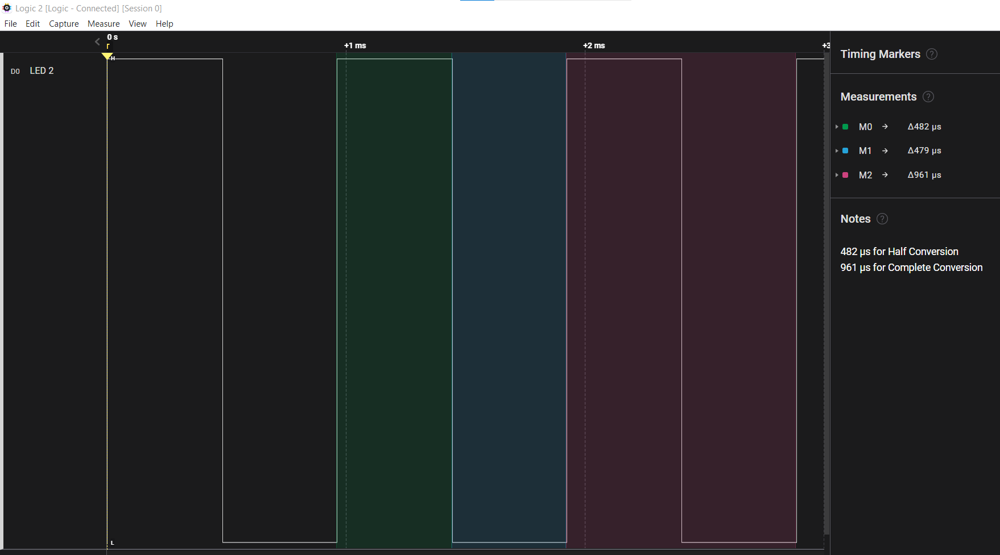 Logic 2 [Logic - Connected] [Session 0]
File Edit Capture Measure View Help
0 s
+1 ms +2 ms +3
H
D0 LED 2
L
Timing Markers ?
Measurements ?
M0 → Δ482 µs
M1 → Δ479 µs
M2 → Δ961 µs
Notes ?
482 µs for Half Conversion
961 µs for Complete Conversion